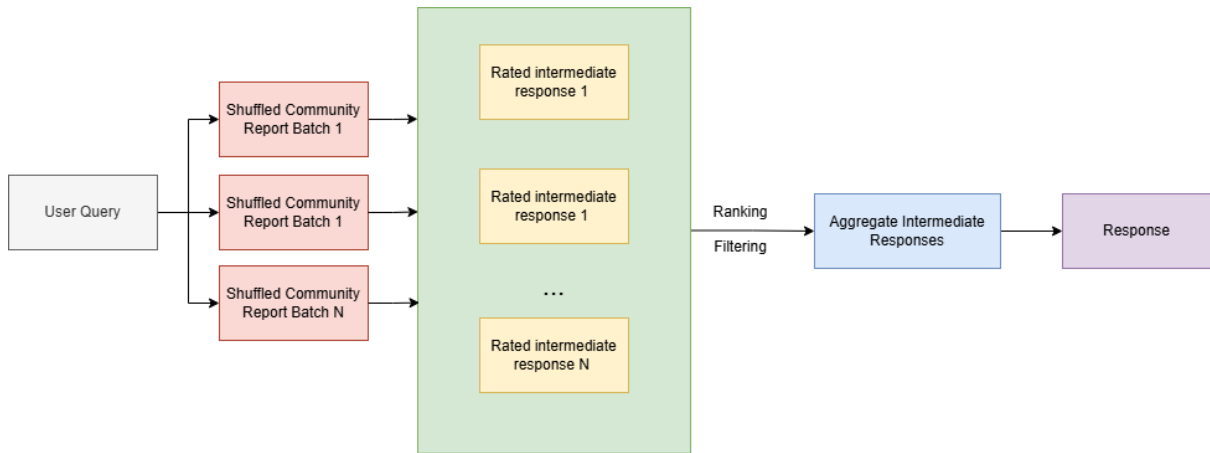 User Query
Shuffled Community
Report Batch 1
Shuffled Community
Report Batch 1
Shuffled Community
Report Batch N
Rated intermediate
response 1
Rated intermediate
response 1
...
Rated intermediate
response N
Ranking
Filtering
Aggregate Intermediate
Responses
Response